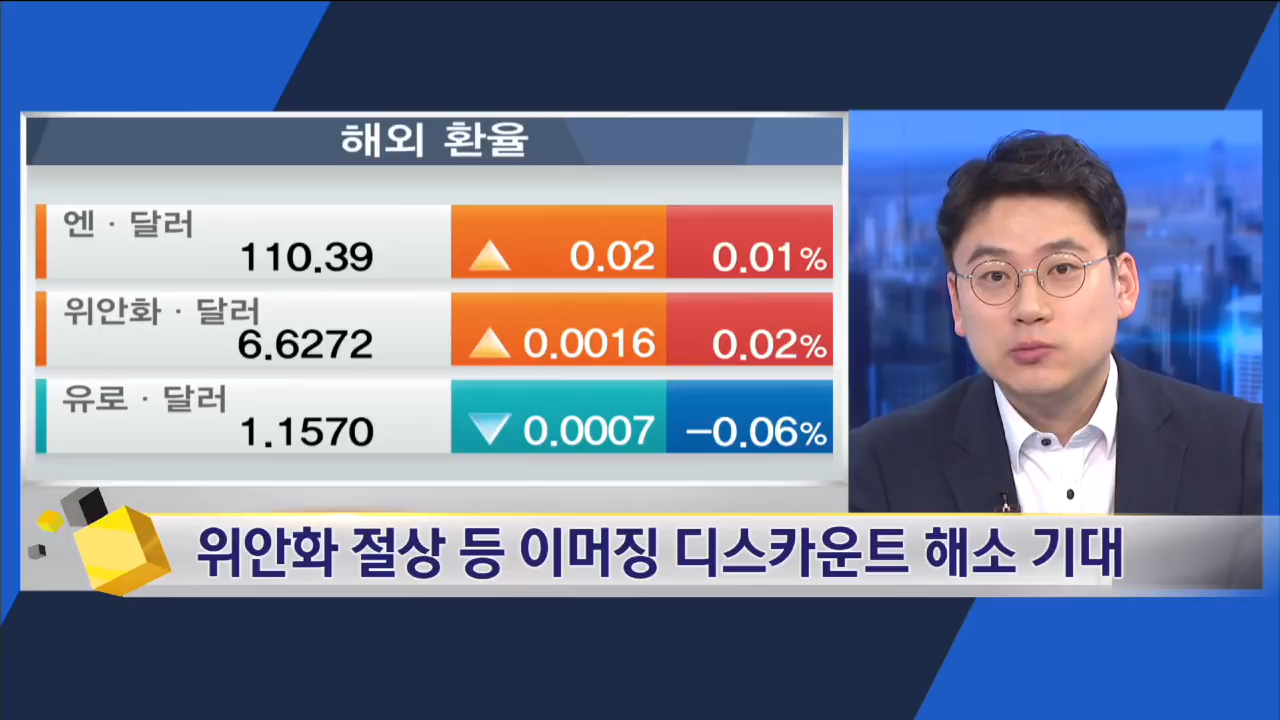 해외 환율
엔 · 달러
110.39 ▲ 0.02 0.01%
위안화 · 달러
6.6272 ▲ 0.0016 0.02%
유로 · 달러
1.1570 ▼ 0.0007 -0.06%
위안화 절상 등 이머징 디스카운트 해소 기대